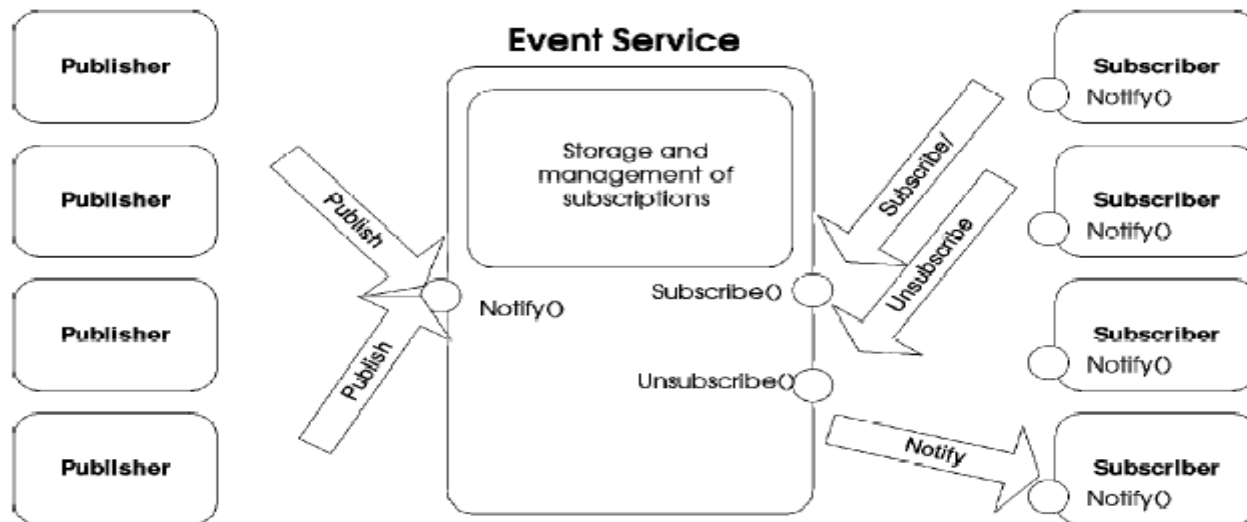 Event Service
Publisher
Publisher
Publisher
Publisher
Publish
Publish
Storage and
management of
subscriptions
Notify()
Subscribe()
Unsubscribe()
Subscribe/
Unsubscribe
Notify
Subscriber
Notify()
Subscriber
Notify()
Subscriber
Notify()
Subscriber
Notify()